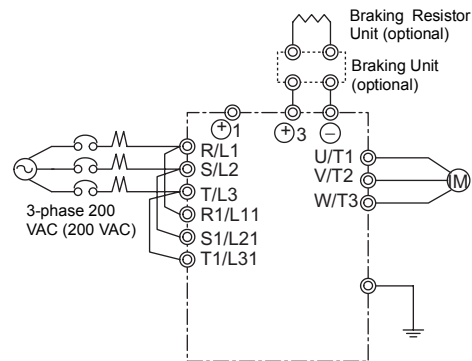 Braking Resistor
Unit (optional)
Braking Unit
(optional)
+1
+3
−
R/L1
S/L2
T/L3
R1/L11
S1/L21
T1/L31
U/T1
V/T2
W/T3
M
3-phase 200
VAC (200 VAC)